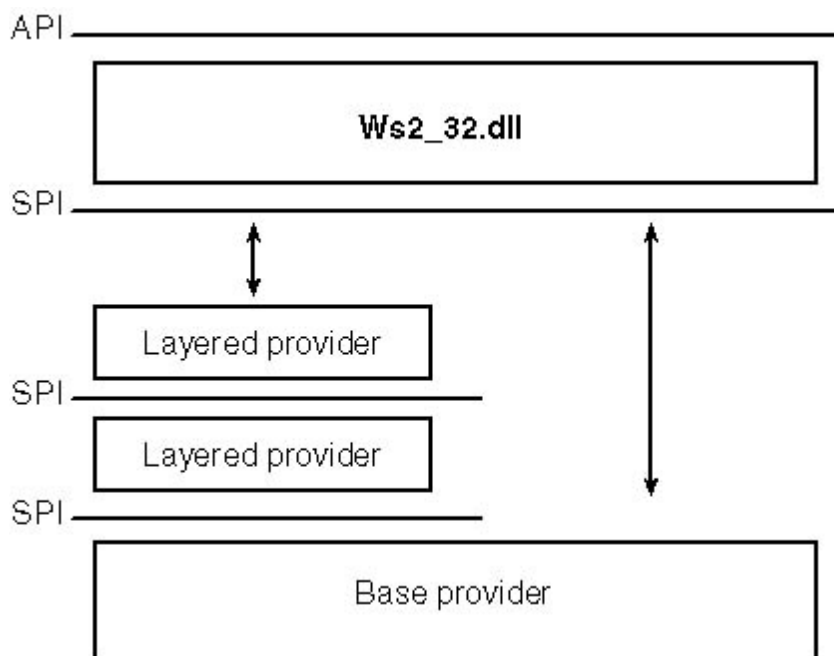 API
Ws2_32.dll
SPI
Layered provider
SPI
Layered provider
SPI
Base provider